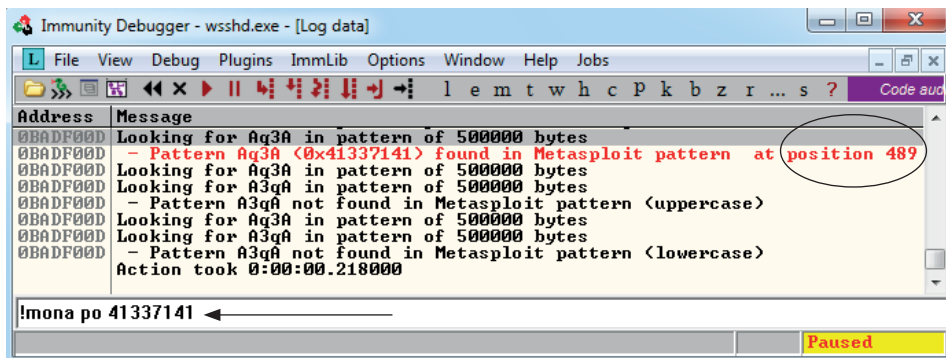 Immunity Debugger - wsshd.exe - [Log data]
L File View Debug Plugins ImmLib Options Window Help Jobs
l e m t w h c P k b z r ... s ? Code aud
Address Message
0BADF00D Looking for Aq3A in pattern of 500000 bytes
0BADF00D - Pattern Aq3A (0x41337141) found in Metasploit pattern at position 489
0BADF00D Looking for Aq3A in pattern of 500000 bytes
0BADF00D Looking for A3qA in pattern of 500000 bytes
0BADF00D - Pattern A3qA not found in Metasploit pattern (uppercase)
0BADF00D Looking for Aq3A in pattern of 500000 bytes
0BADF00D Looking for A3qA in pattern of 500000 bytes
0BADF00D - Pattern A3qA not found in Metasploit pattern (lowercase)
Action took 0:00:00.218000
!mona po 41337141
Paused